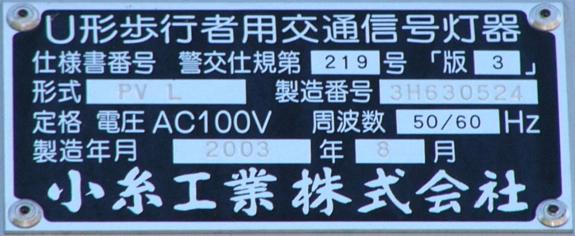 U形歩行者用交通信号灯器
仕様書番号 警交仕規第 219 号 「版 3 」
形式 PV L 製造番号 3H630524
定格 電圧 AC100V 周波数 50/60 Hz
製造年月 2003 年 8 月
小糸工業株式会社